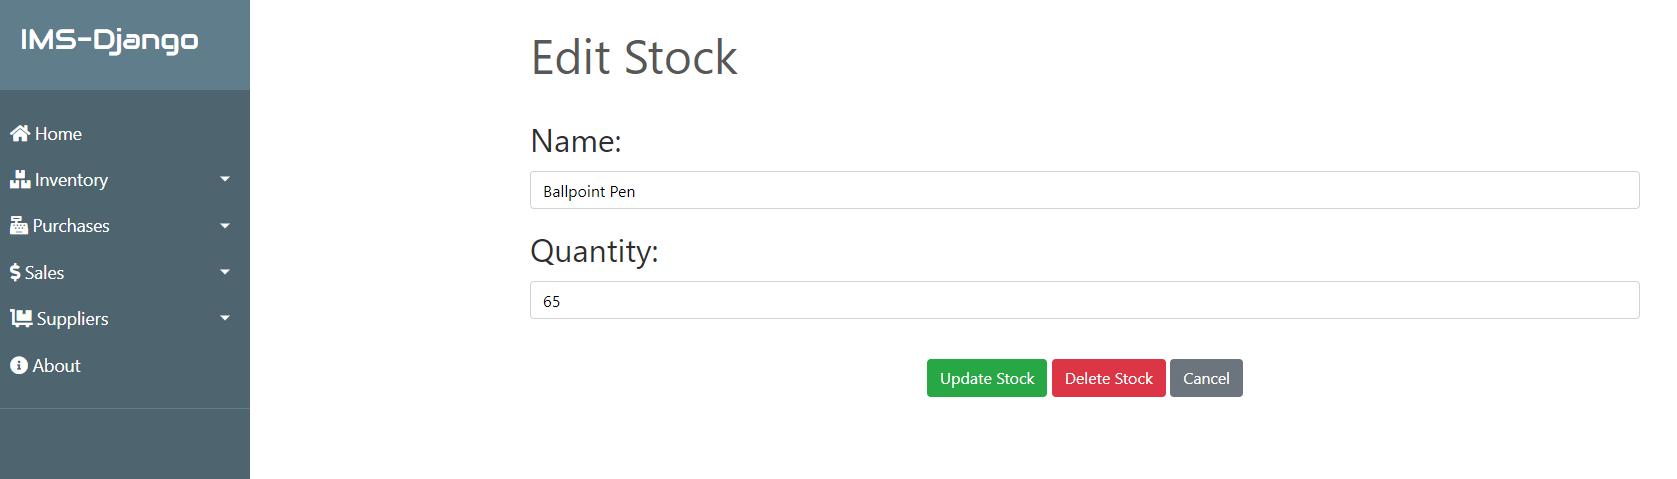 IMS-Django
Home
Inventory
Purchases
Sales
Suppliers
About
Edit Stock
Name:
Ballpoint Pen
Quantity:
65
Update Stock Delete Stock Cancel